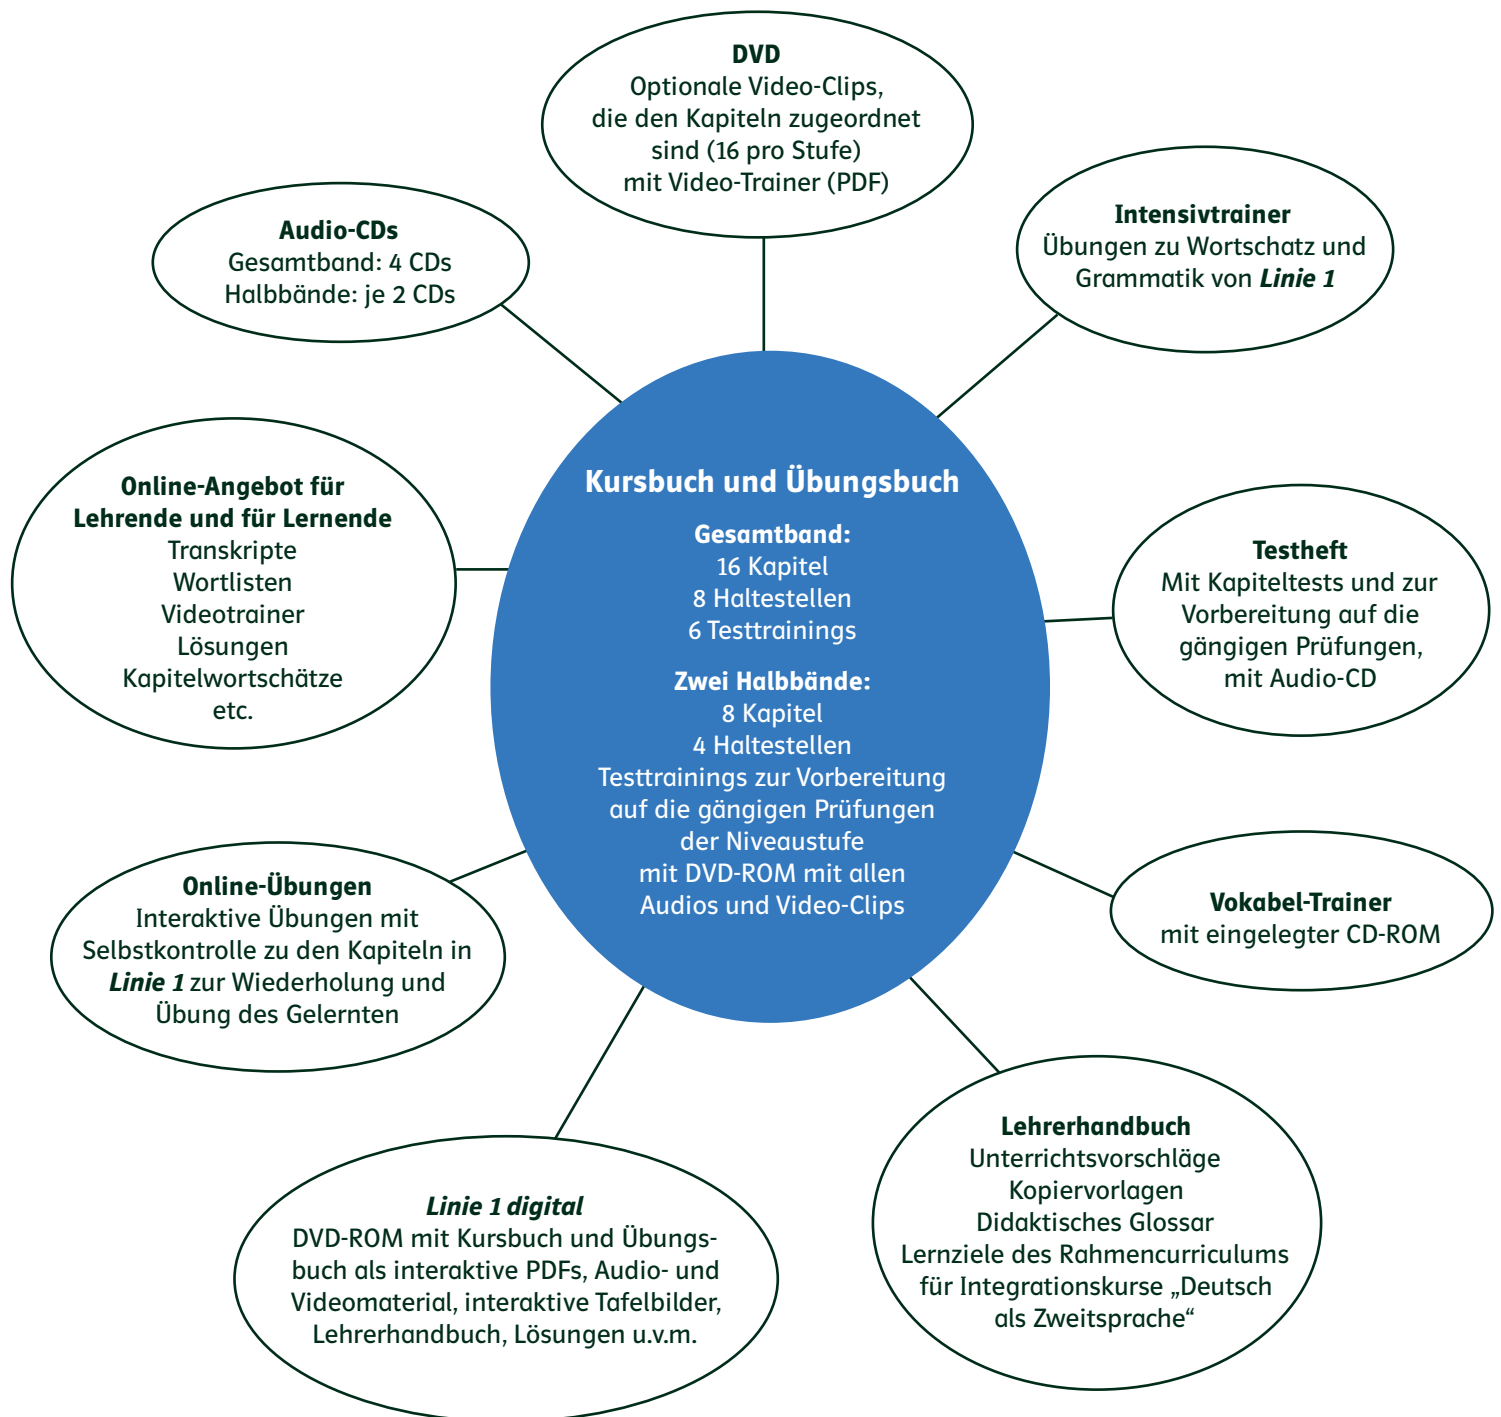 DVD
Optionale Video-Clips,
die den Kapiteln zugeordnet
sind (16 pro Stufe)
mit Video-Trainer (PDF)
Audio-CDs
Gesamtband: 4 CDs
Halbbände: je 2 CDs
Intensivtrainer
Übungen zu Wortschatz und
Grammatik von Linie 1
Online-Angebot für
Lehrende und für Lernende
Transkripte
Wortlisten
Videotrainer
Lösungen
Kapitelwortschätze
etc.
Kursbuch und Übungsbuch
Gesamtband:
16 Kapitel
8 Haltestellen
6 Testtrainings
Zwei Halbbände:
8 Kapitel
4 Haltestellen
Testtrainings zur Vorbereitung
auf die gängigen Prüfungen
der Niveaustufe
mit DVD-ROM mit allen
Audios und Video-Clips
Testheft
Mit Kapiteltests und zur
Vorbereitung auf die
gängigen Prüfungen,
mit Audio-CD
Online-Übungen
Interaktive Übungen mit
Selbstkontrolle zu den Kapiteln in
Linie 1 zur Wiederholung und
Übung des Gelernten
Vokabel-Trainer
mit eingelegter CD-ROM
Linie 1 digital
DVD-ROM mit Kursbuch und Übungs-
buch als interaktive PDFs, Audio- und
Videomaterial, interaktive Tafelbilder,
Lehrerhandbuch, Lösungen u.v.m.
Lehrerhandbuch
Unterrichtsvorschläge
Kopiervorlagen
Didaktisches Glossar
Lernziele des Rahmencurriculums
für Integrationskurse „Deutsch
als Zweitsprache“